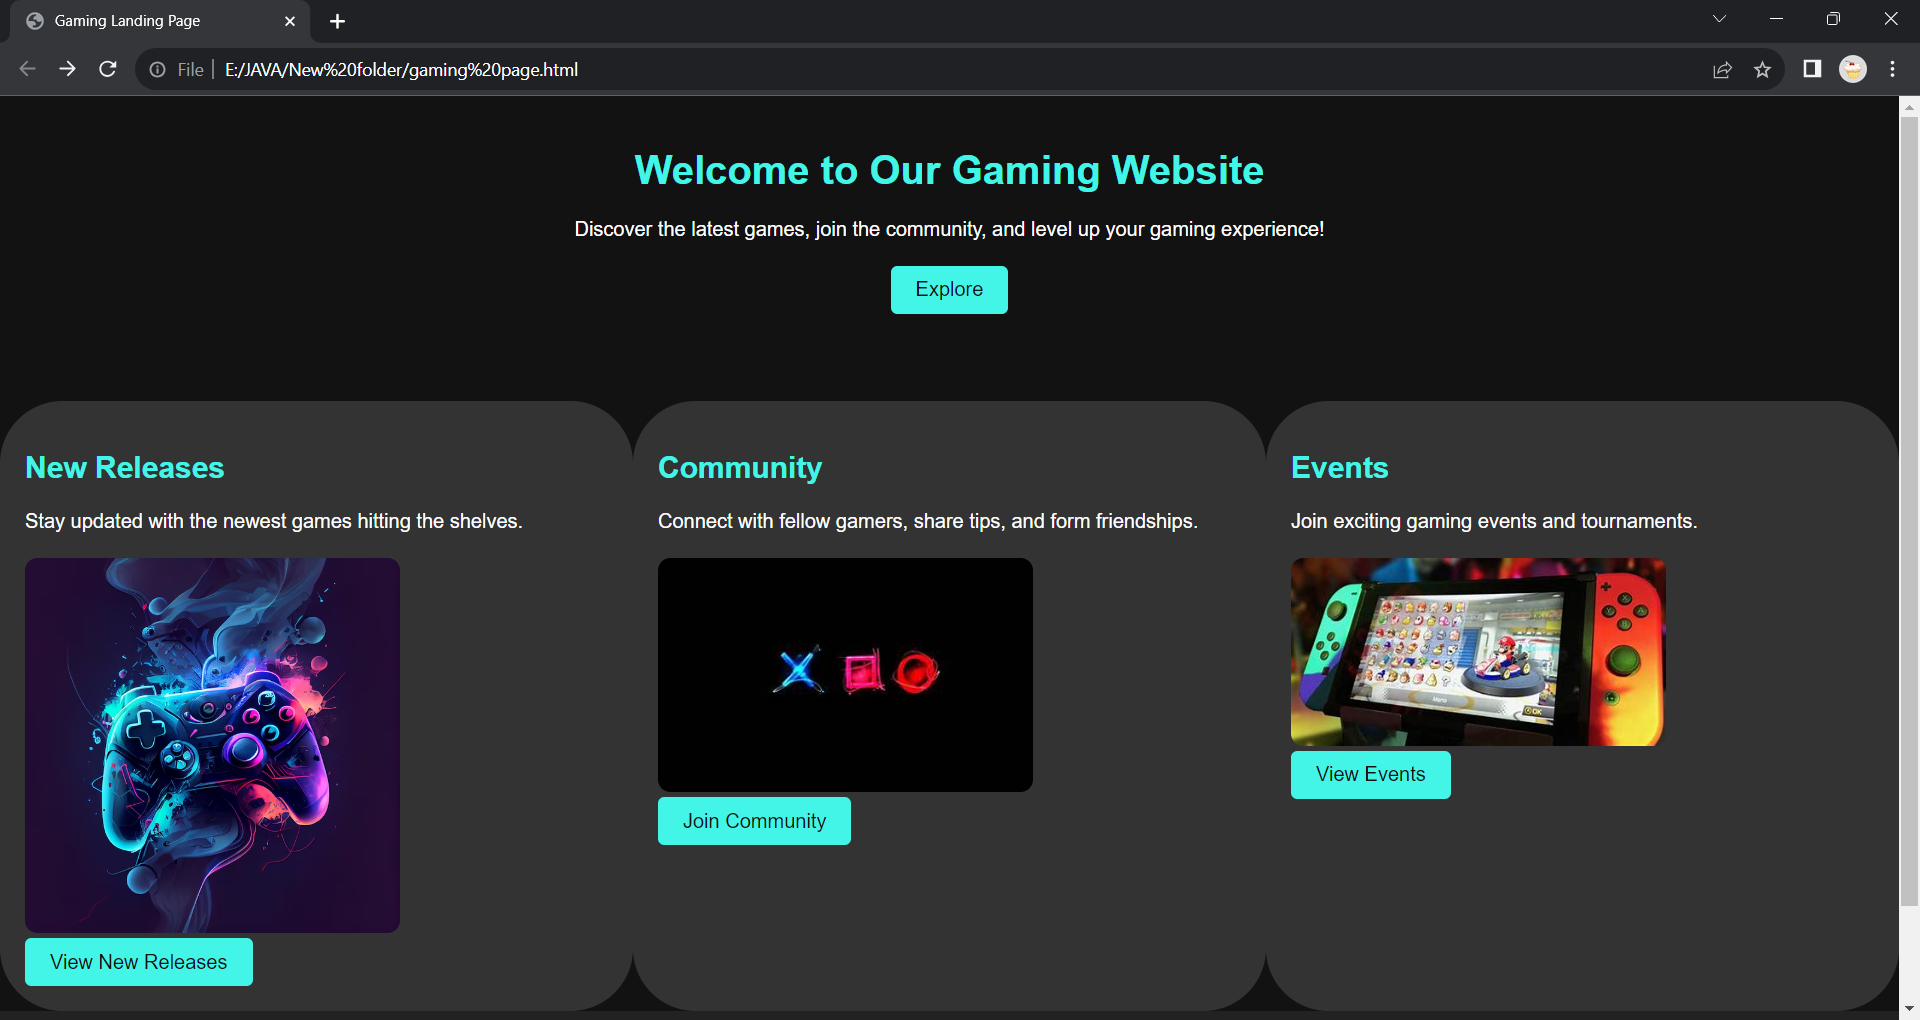 Gaming Landing Page
File
E:/JAVA/New%20folder/gaming%20page.html
Welcome to Our Gaming Website
Discover the latest games, join the community, and level up your gaming experience!
Explore
New Releases
Stay updated with the newest games hitting the shelves.
View New Releases
Community
Connect with fellow gamers, share tips, and form friendships.
Join Community
Events
Join exciting gaming events and tournaments.
Mario
OK
View Events